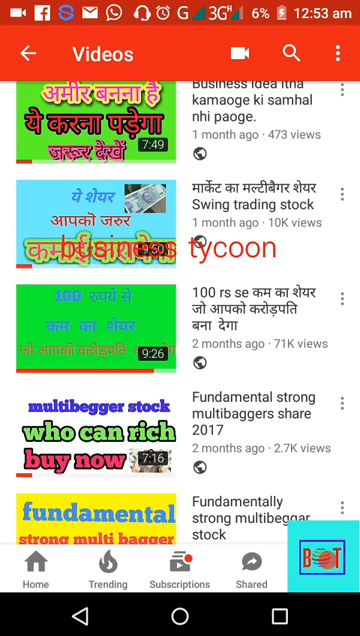 G 3G H 6% 12:53 am
Videos
अमीर बनना है
ये करना पड़ेगा
जरूर देखें
7:49
Business idea itna
kamaoge ki samhal
nhi paoge.
1 month ago · 473 views
ये शेयर
आपको जरुर
9:50
मार्केट का मल्टीबैगर शेयर
Swing trading stock
1 month ago · 10K views
business tycoon
100 रुपये से
कम का शेयर
जो आपको करोड़पति
9:26
100 rs se कम का शेयर
जो आपको करोड़पति
बना देगा
2 months ago · 71K views
multibegger stock
who can rich
buy now
7:16
Fundamental strong
multibaggers share
2017
2 months ago · 2.7K views
fundamental
strong multi bagger
Fundamentally
strong multibeggar
stock
Home
Trending
Subscriptions
Shared
BOT